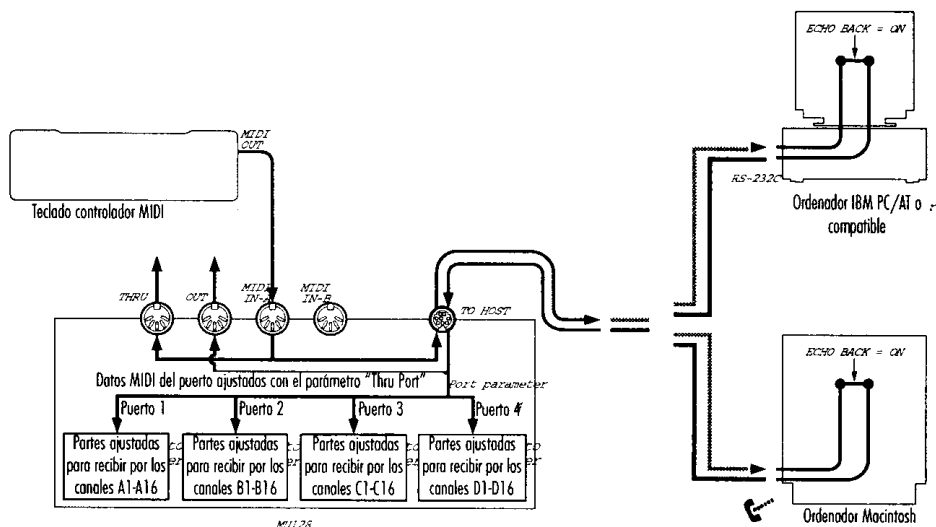 ECHO BACK = ON
MIDI
OUT
Teclado controlador MIDI
RS-232C
Ordenador IBM PC/AT o
compatible
THRU
OUT
MIDI
IN-A
MIDI
IN-B
TO HOST
ECHO BACK = ON
Datos MIDI del puerto ajustadas con el parámetro “Thru Port”
Port parameter
Puerto 1
Puerto 2
Puerto 3
Puerto 4
Partes ajustadas
para recibir por los
canales A1-A16
Partes ajustadas
para recibir por los
canales B1-B16
Partes ajustadas
para recibir por los
canales C1-C16
Partes ajustadas
para recibir por los
canales D1-D16
MU128
Ordenador Macintosh